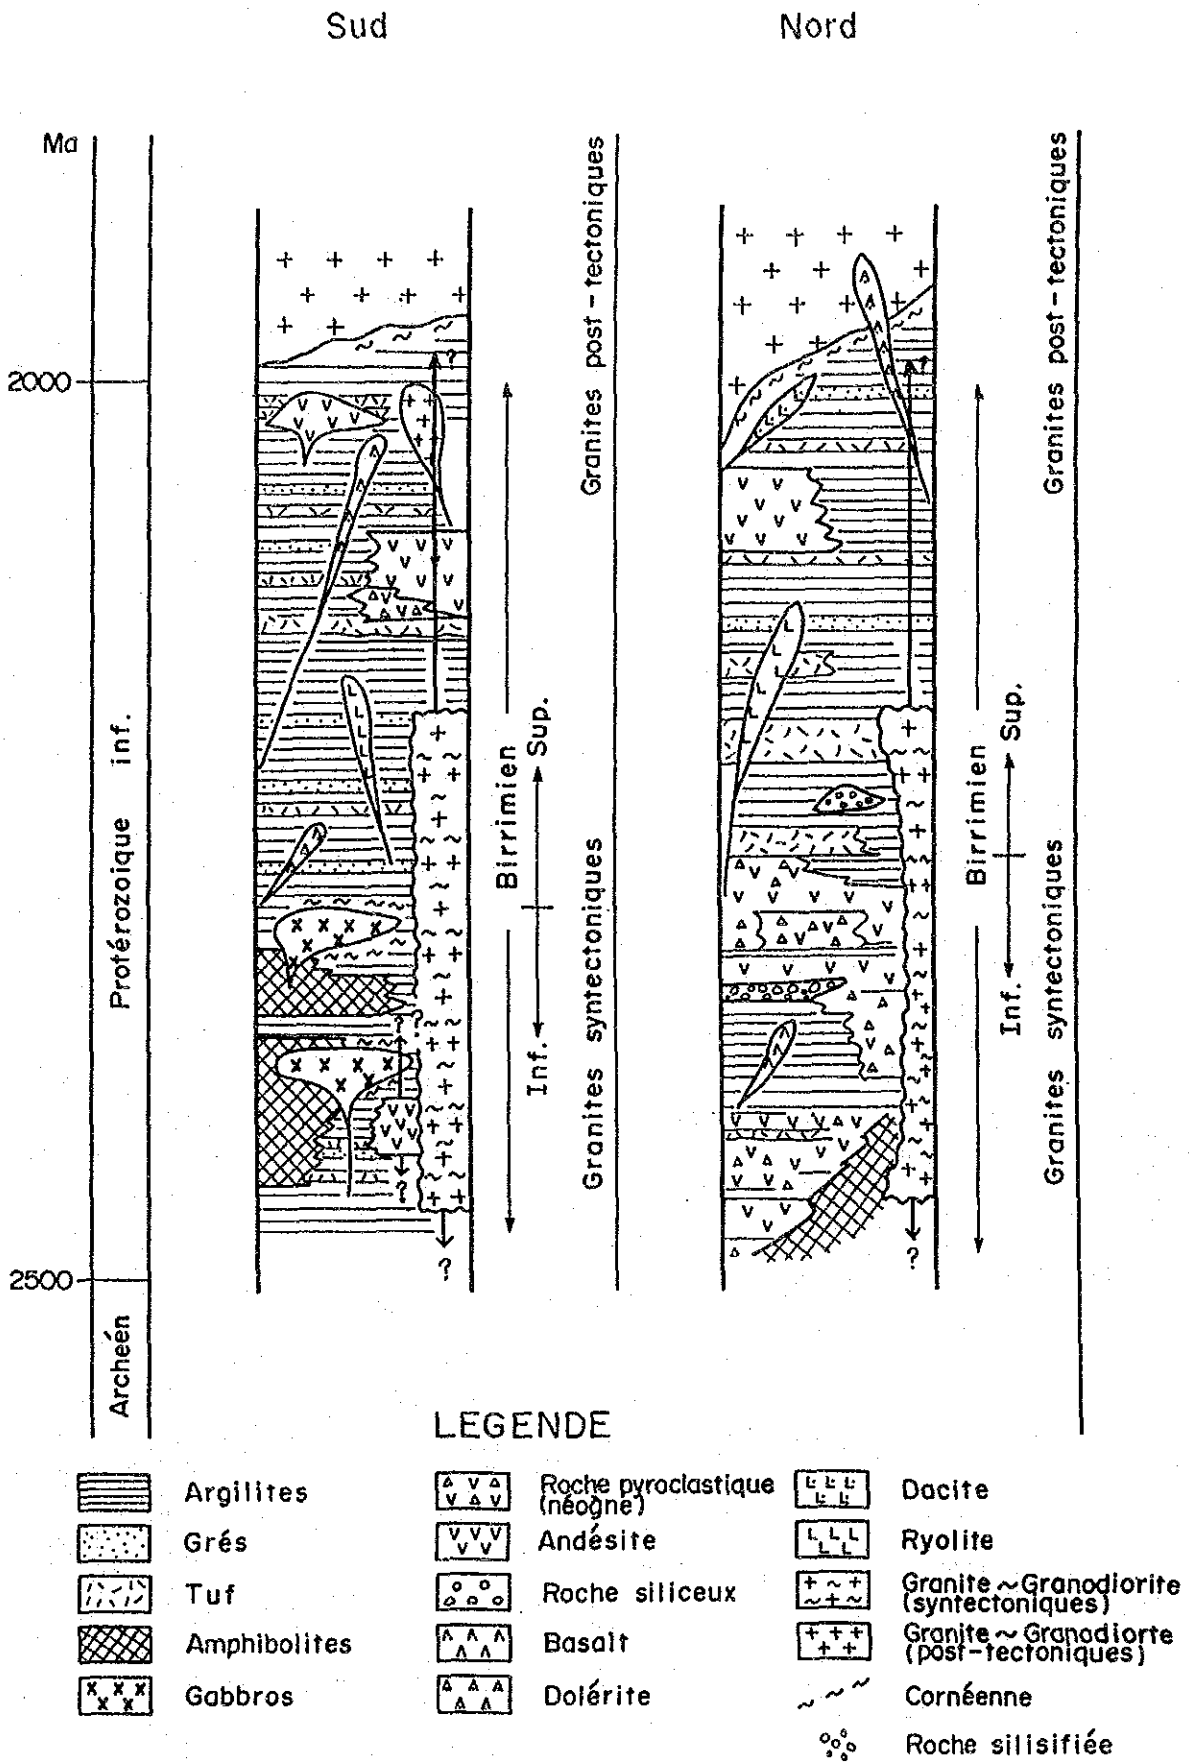 Sud
Nord
Ma
2000
2500
Protérozoique inf.
Archeén
?
?
?
?
?
Birrimien
Sup.
Inf.
Granites post-tectoniques
Granites syntectoniques
?
?
Birrimien
Sup.
Inf.
Granites post-tectoniques
Granites syntectoniques
LEGENDE
Argilites
Grés
Tuf
Amphibolites
Gabbros
Roche pyroclastique
(néogne)
Andésite
Roche siliceux
Basalt
Dolérite
Dacite
Ryolite
Granite~Granodiorite
(syntectoniques)
Granite~Granodiorte
(post-tectoniques)
Cornéenne
Roche silisifiée